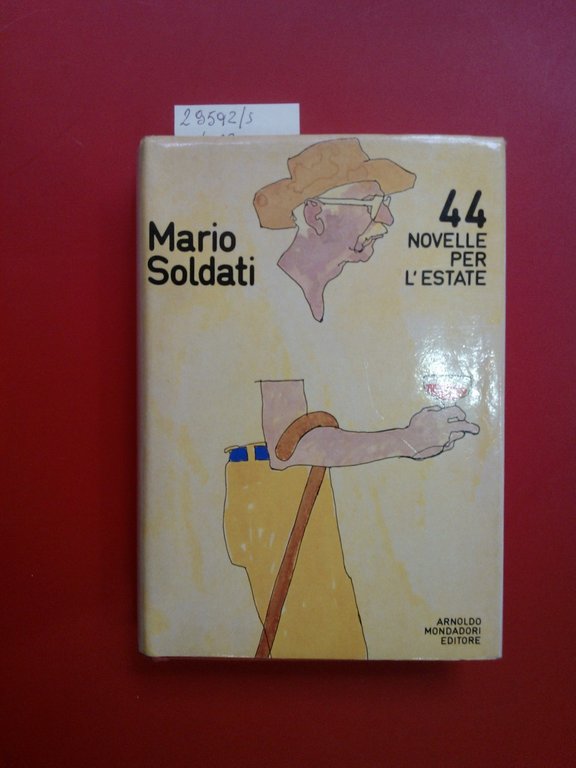 29592/s
Mario
Soldati
44
NOVELLE
PER
L'ESTATE
ARNOLDO
MONDADORI
EDITORE